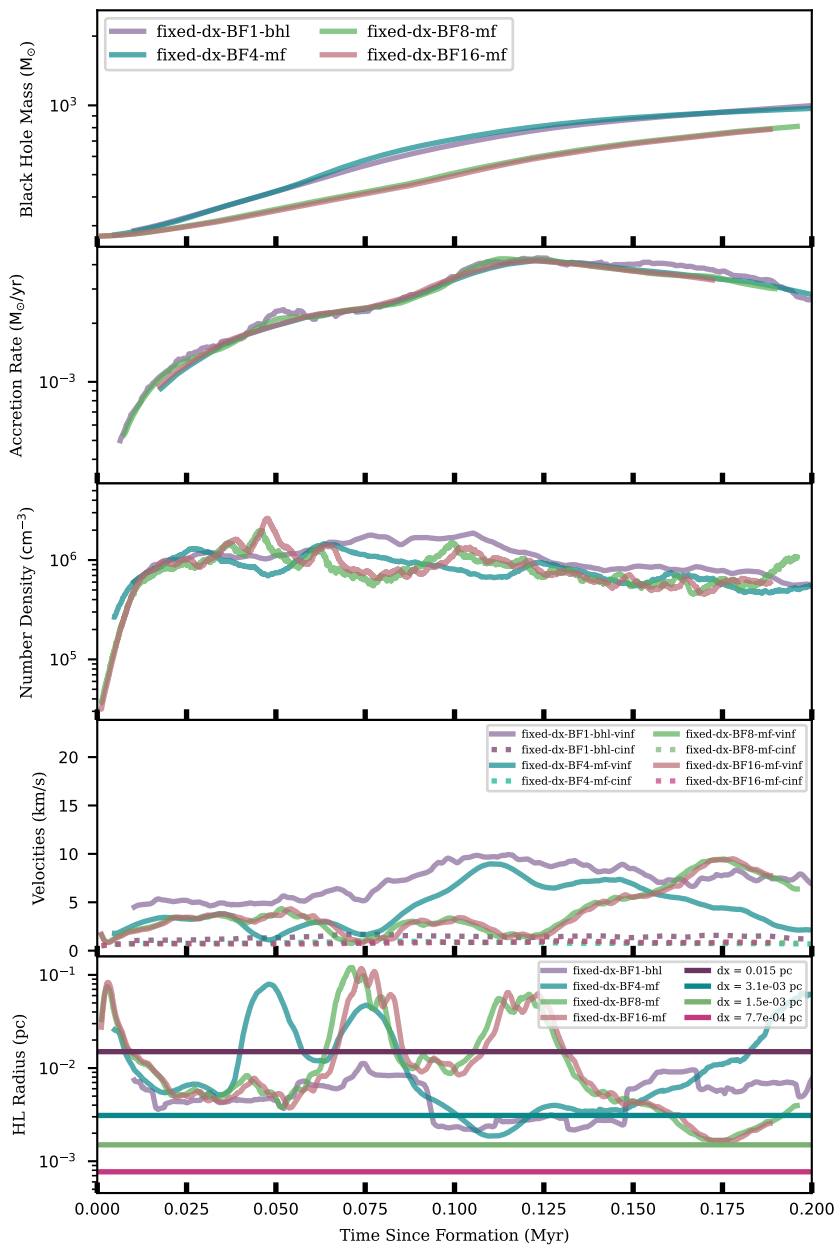 fixed-dx-BF1-bhl fixed-dx-BF8-mf
fixed-dx-BF4-mf fixed-dx-BF16-mf
Black Hole Mass (M⊙)
10³
Accretion Rate (M⊙/yr)
10⁻³
Number Density (cm⁻³)
10⁶
10⁵
fixed-dx-BF1-bhl-vinf fixed-dx-BF8-mf-vinf
fixed-dx-BF1-bhl-cinf fixed-dx-BF8-mf-cinf
fixed-dx-BF4-mf-vinf fixed-dx-BF16-mf-vinf
fixed-dx-BF4-mf-cinf fixed-dx-BF16-mf-cinf
Velocities (km/s)
20
15
10
5
0
fixed-dx-BF1-bhl dx = 0.015 pc
fixed-dx-BF4-mf dx = 3.1e-03 pc
fixed-dx-BF8-mf dx = 1.5e-03 pc
fixed-dx-BF16-mf dx = 7.7e-04 pc
HL Radius (pc)
10⁻¹
10⁻²
10⁻³
0.000 0.025 0.050 0.075 0.100 0.125 0.150 0.175 0.200
Time Since Formation (Myr)